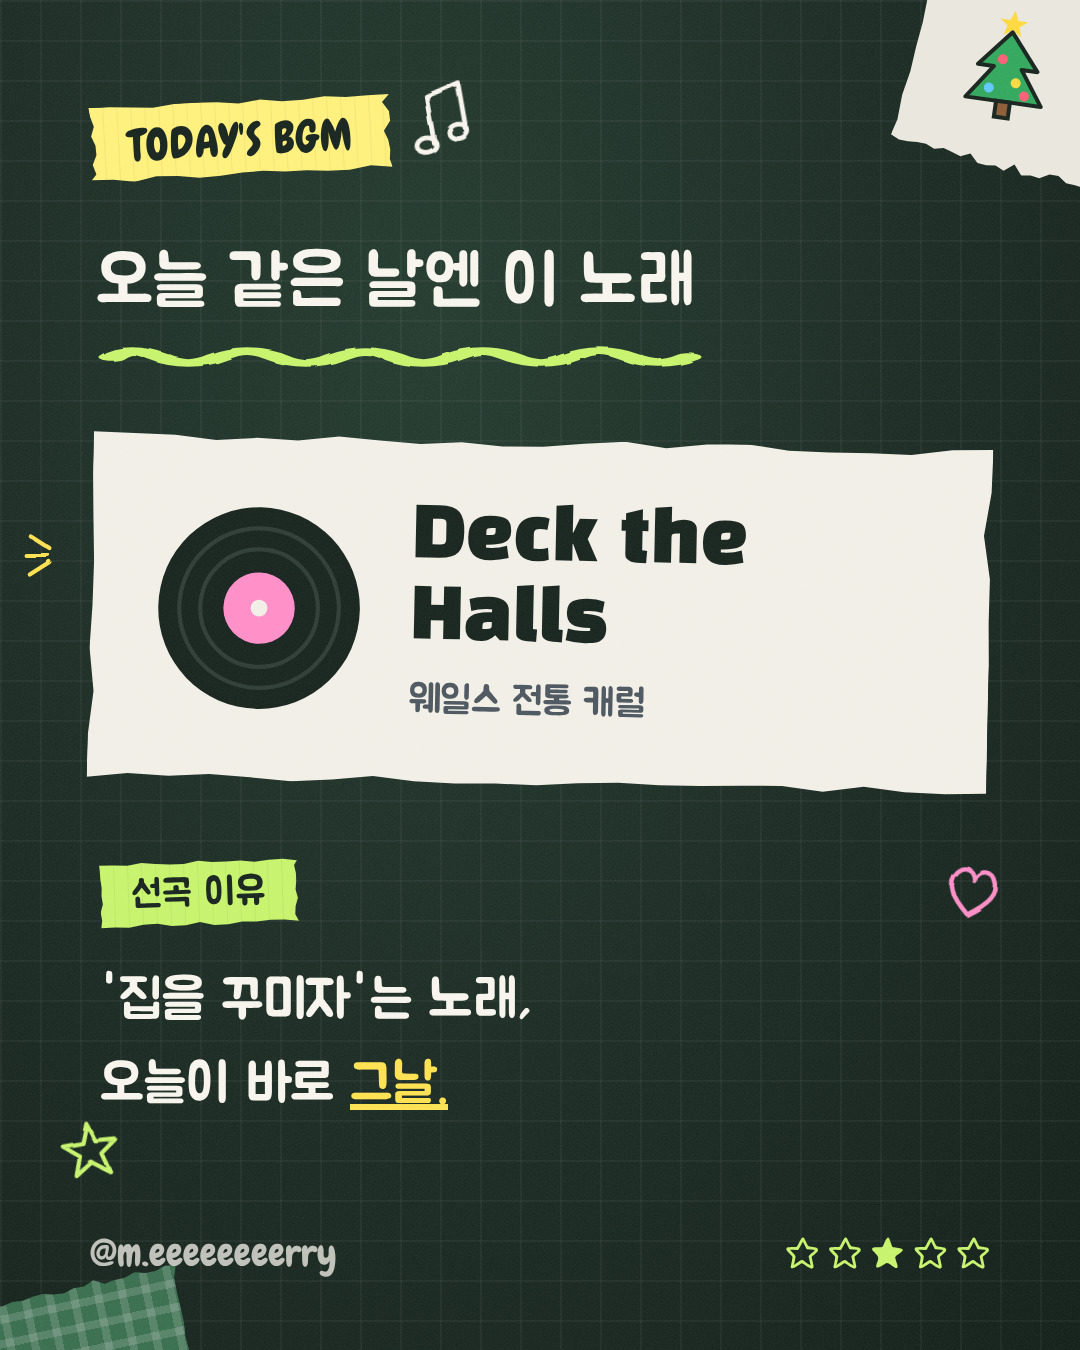 TODAY'S BGM
오늘 같은 날엔 이 노래
Deck the
Halls
웨일스 전통 캐럴
선곡 이유
'집을 꾸미자'는 노래,
오늘이 바로 그날.
@m.eeeeeeeerry